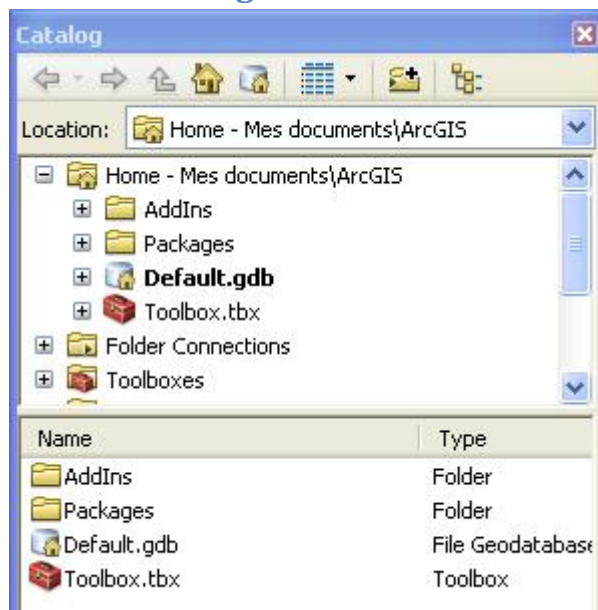 Catalog
Location: Home - Mes documents\ArcGIS
Home - Mes documents\ArcGIS
AddIns
Packages
Default.gdb
Toolbox.tbx
Folder Connections
Toolboxes
Name Type
AddIns Folder
Packages Folder
Default.gdb File Geodatabase
Toolbox.tbx Toolbox